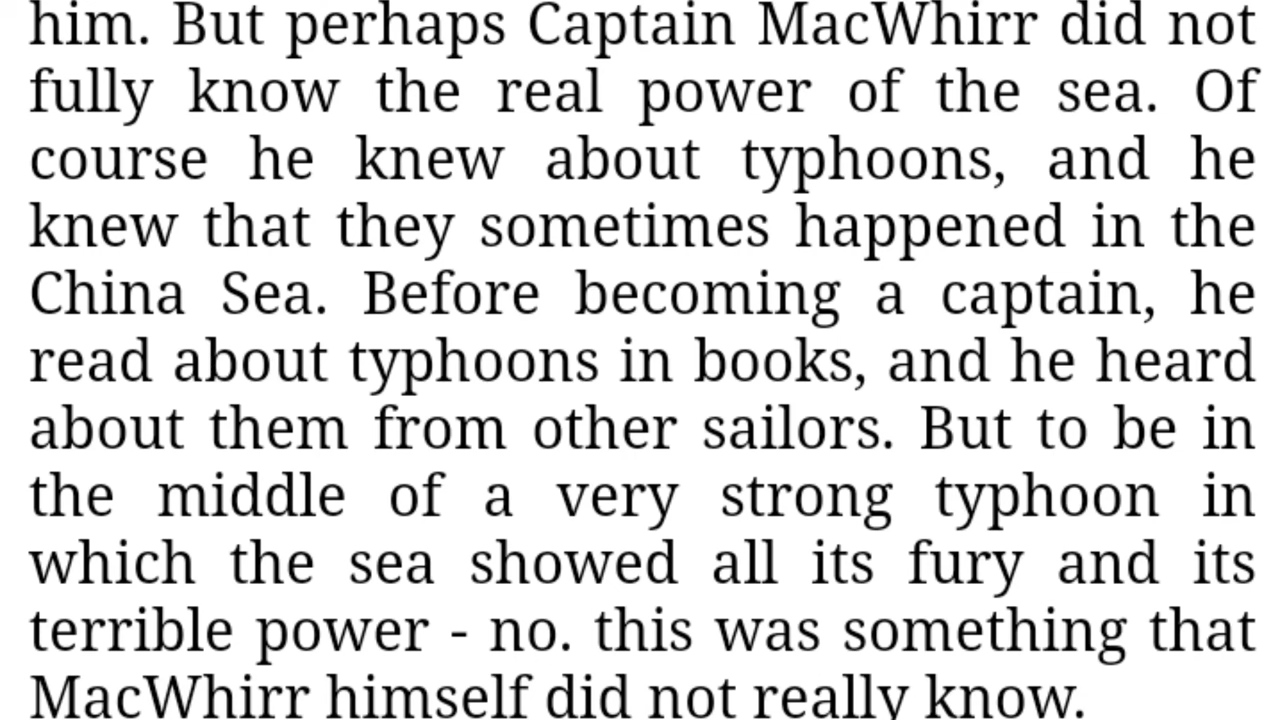 him. But perhaps Captain MacWhirr did not
fully know the real power of the sea. Of
course he knew about typhoons, and he
knew that they sometimes happened in the
China Sea. Before becoming a captain, he
read about typhoons in books, and he heard
about them from other sailors. But to be in
the middle of a very strong typhoon in
which the sea showed all its fury and its
terrible power - no. this was something that
MacWhirr himself did not really know.